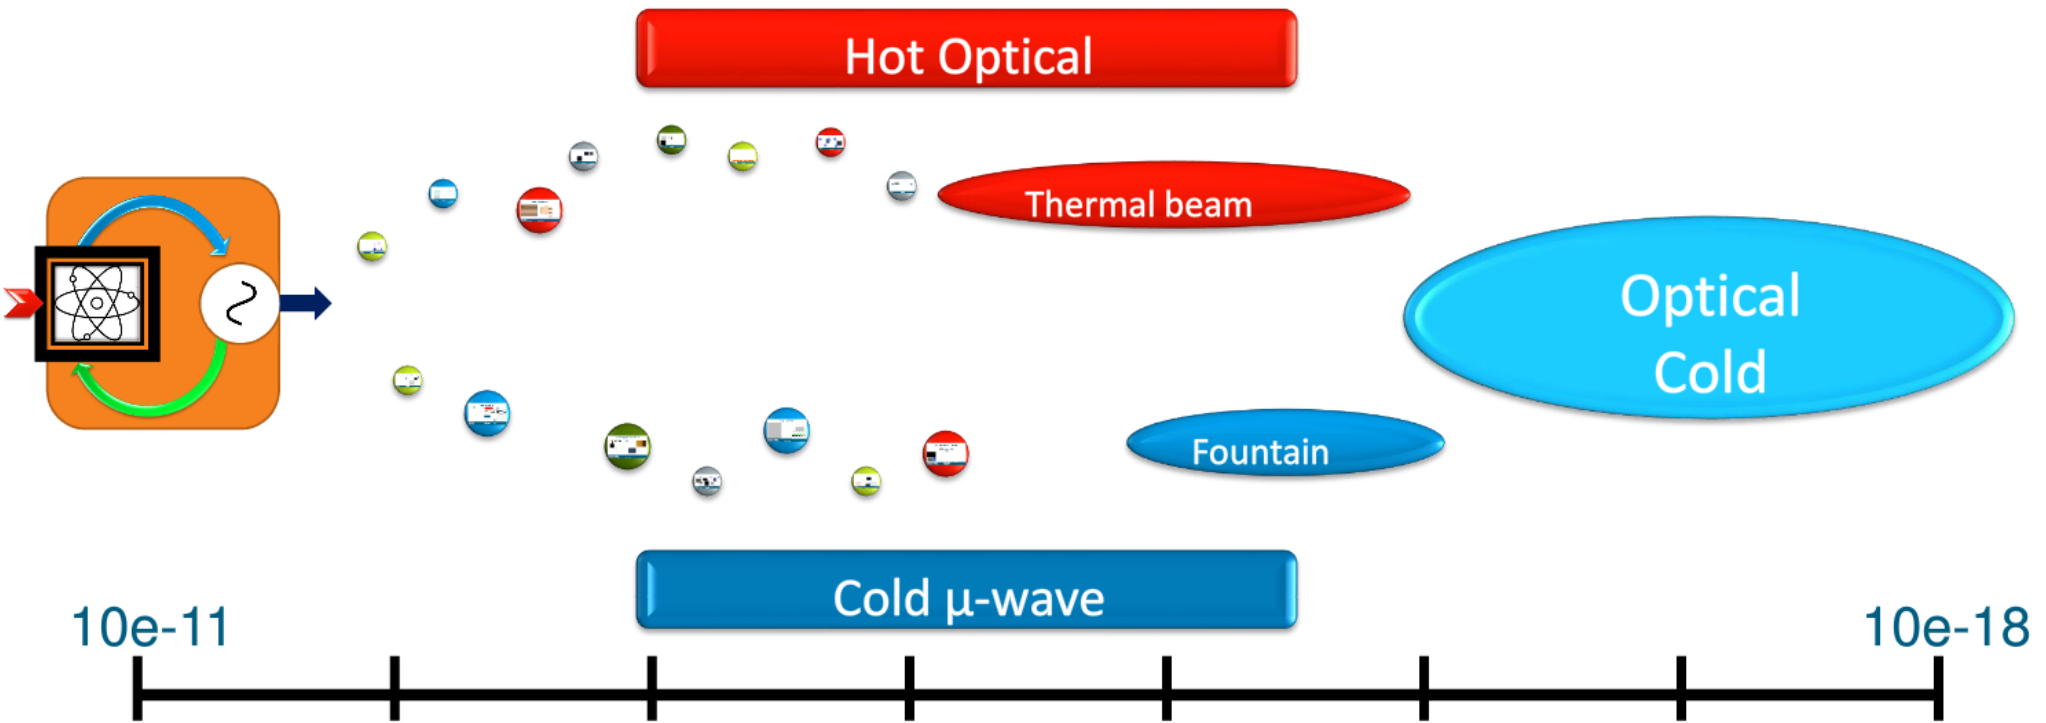 Hot Optical
Thermal beam
Optical
Cold
Fountain
Cold μ-wave
10e-11
10e-18